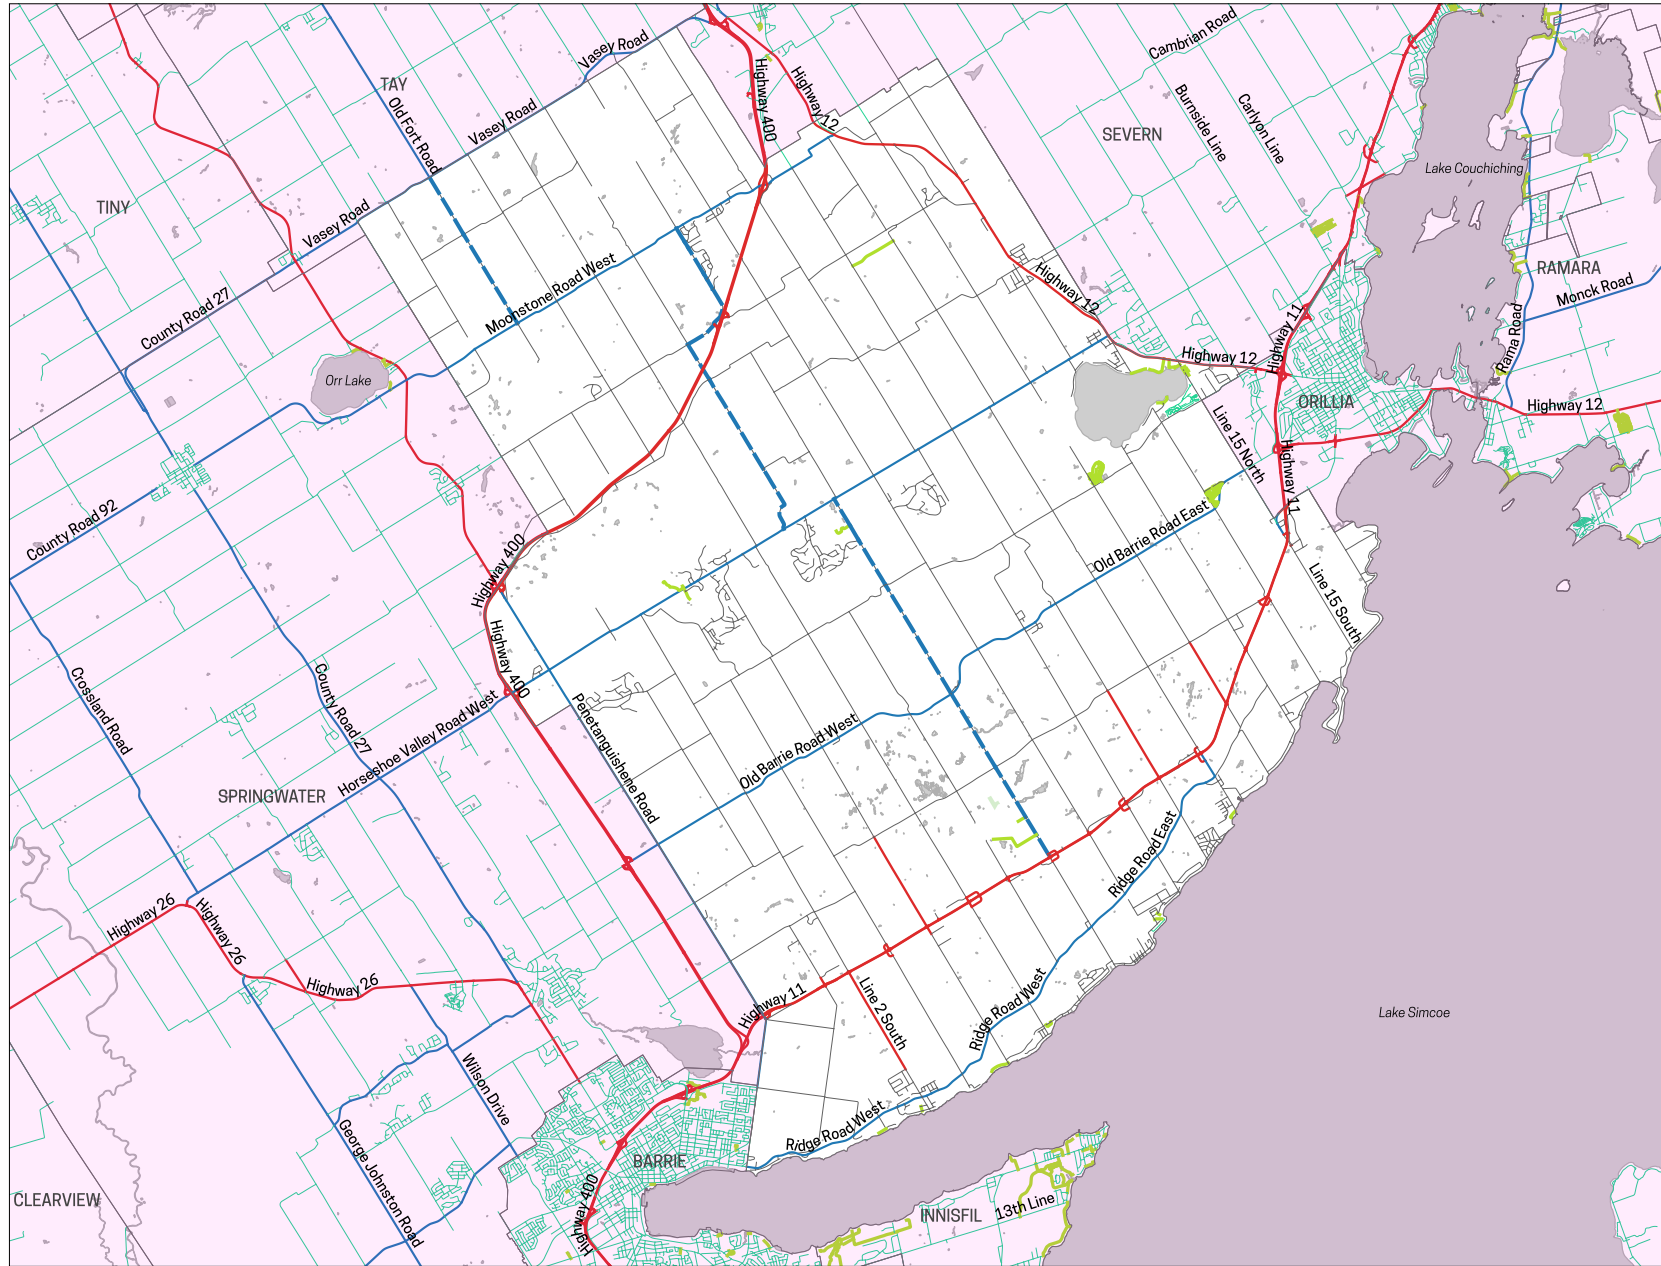 Vasey Road
Cambrian Road
Highway 400
Highway 12
TAY
Old Fort Road
Vasey Road
Burnside Line
Carlyon Line
SEVERN
Lake Couchiching
TINY
Vasey Road
Moonstone Road West
Highway 12
RAMARA
Monck Road
County Road 27
Highway 11
Rama Road
Highway 12
Orr Lake
ORILLIA
Highway 12
Line 15 North
Highway 11
County Road 92
Old Barrie Road East
Highway 400
Line 15 South
Highway 400
Crossland Road
County Road 27
Horseshoe Valley Road West
Penetanguishene Road
Old Barrie Road West
SPRINGWATER
Ridge Road East
Highway 26
Highway 26
Highway 26
Highway 11
Line 2 South
Ridge Road West
Lake Simcoe
Wilson Drive
George Johnston Road
Ridge Road West
BARRIE
Highway 400
CLEARVIEW
INNISFIL
13th Line